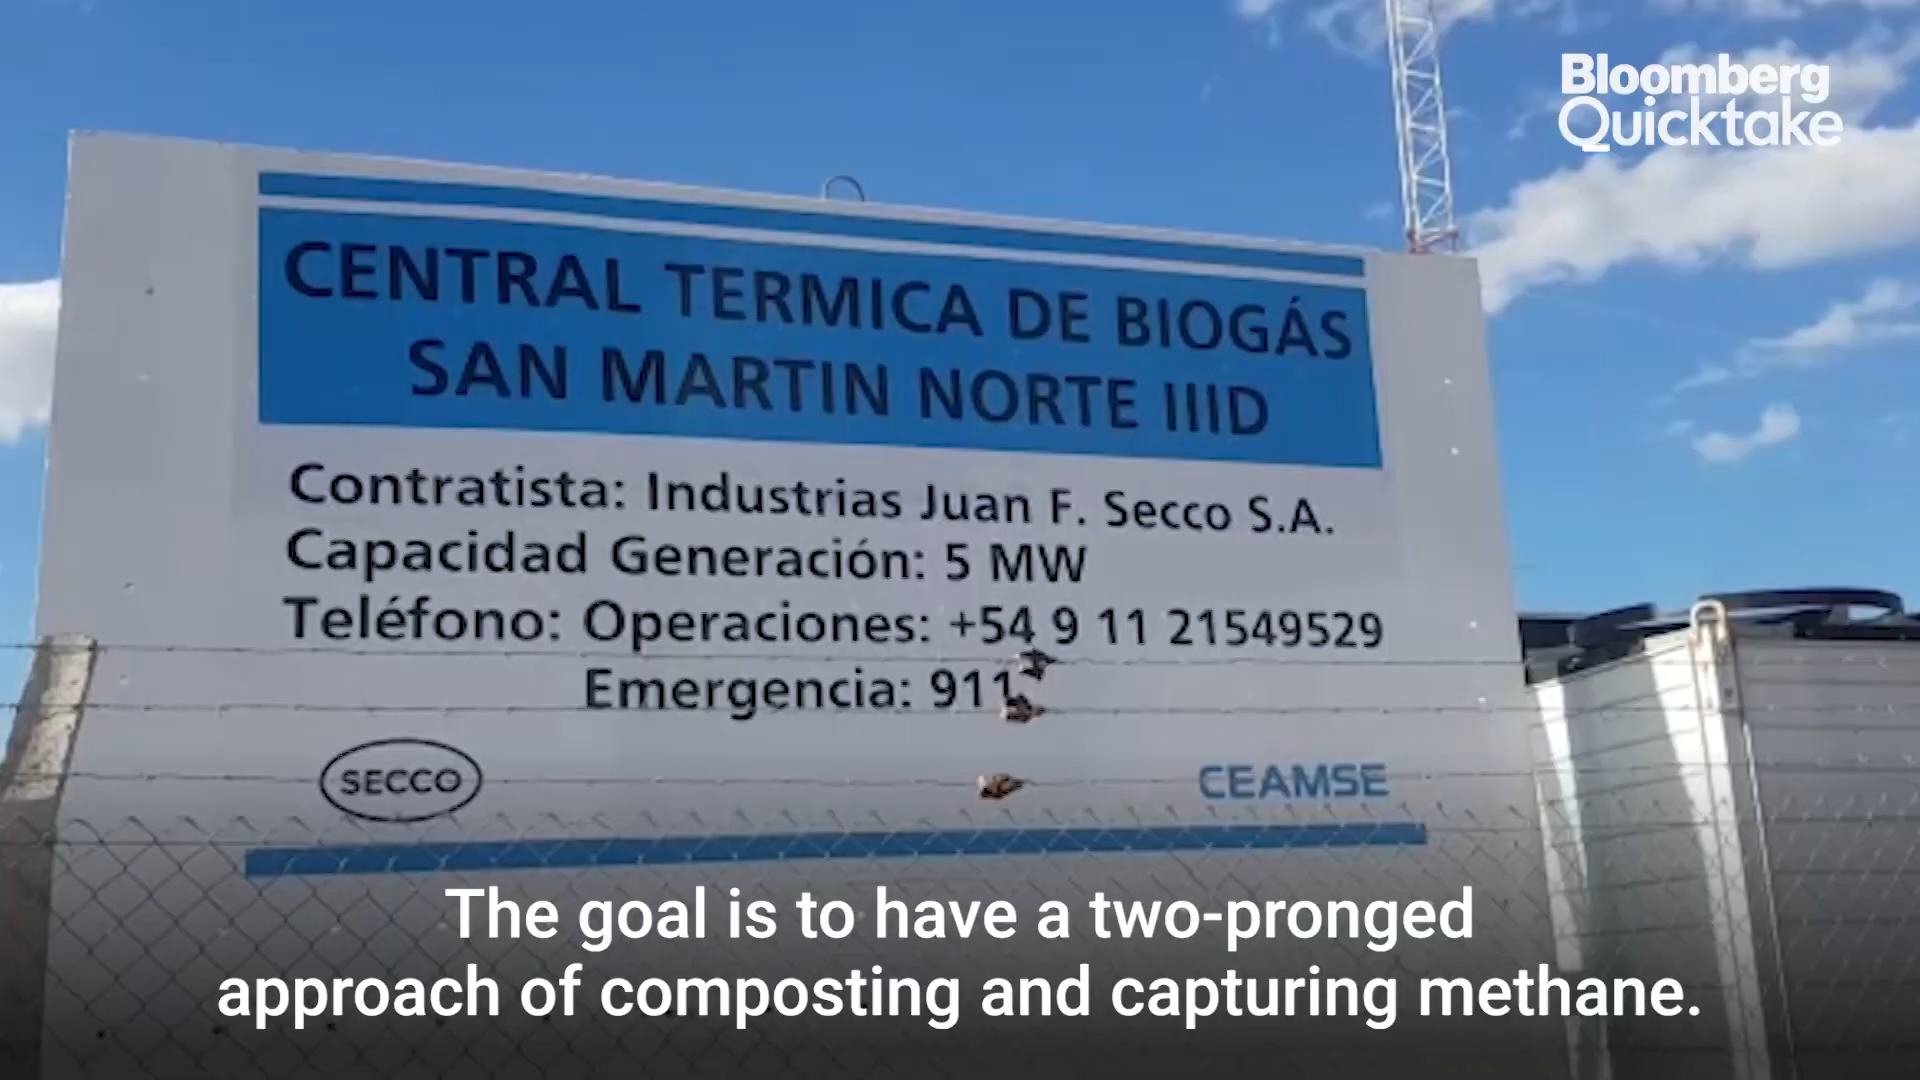 Bloomberg
Quicktake
CENTRAL TERMICA DE BIOGÁS
SAN MARTIN NORTE IIID
Contratista: Industrias Juan F. Secco S.A.
Capacidad Generación: 5 MW
Teléfono: Operaciones: +54 9 11 21549529
Emergencia: 911
SECCO
CEAMSE
The goal is to have a two-pronged
approach of composting and capturing methane.